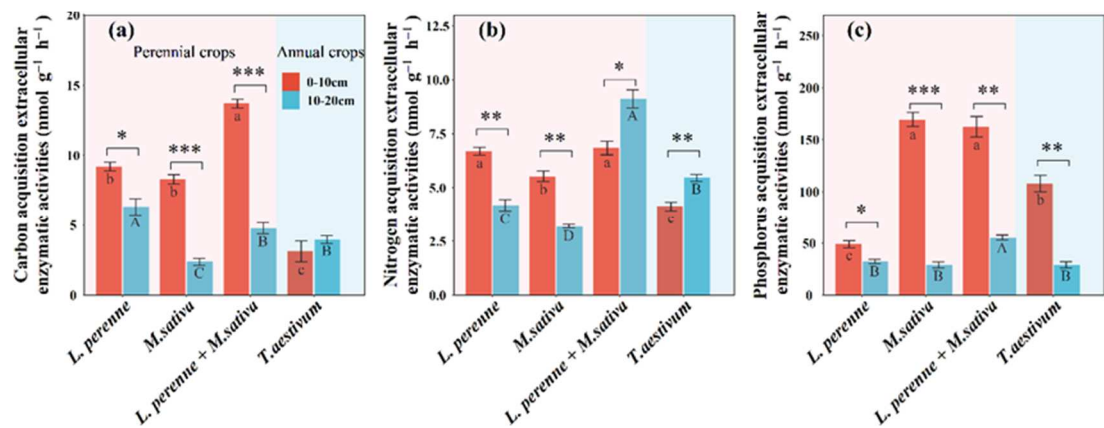 Carbon acquisition extracellular
enzymatic activities (nmol g⁻¹ h⁻¹)
20
15
10
5
0
(a)
Perennial crops
Annual crops
0-10cm
10-20cm
*
***
***
b
A
b
C
a
B
c
B
L. perenne
M.sativa
L. perenne + M.sativa
T.aestivum
Nitrogen acquisition extracellular
enzymatic activities (nmol g⁻¹ h⁻¹)
10.0
7.5
5.0
2.5
0.0
(b)
**
**
*
**
a
C
b
D
a
A
c
B
L. perenne
M.sativa
L. perenne + M.sativa
T.aestivum
Phosphorus acquisition extracellular
enzymatic activities (nmol g⁻¹ h⁻¹)
250
200
150
100
50
0
(c)
*
***
**
**
c
B
a
B
a
A
b
B
L. perenne
M.sativa
L. perenne + M.sativa
T.aestivum